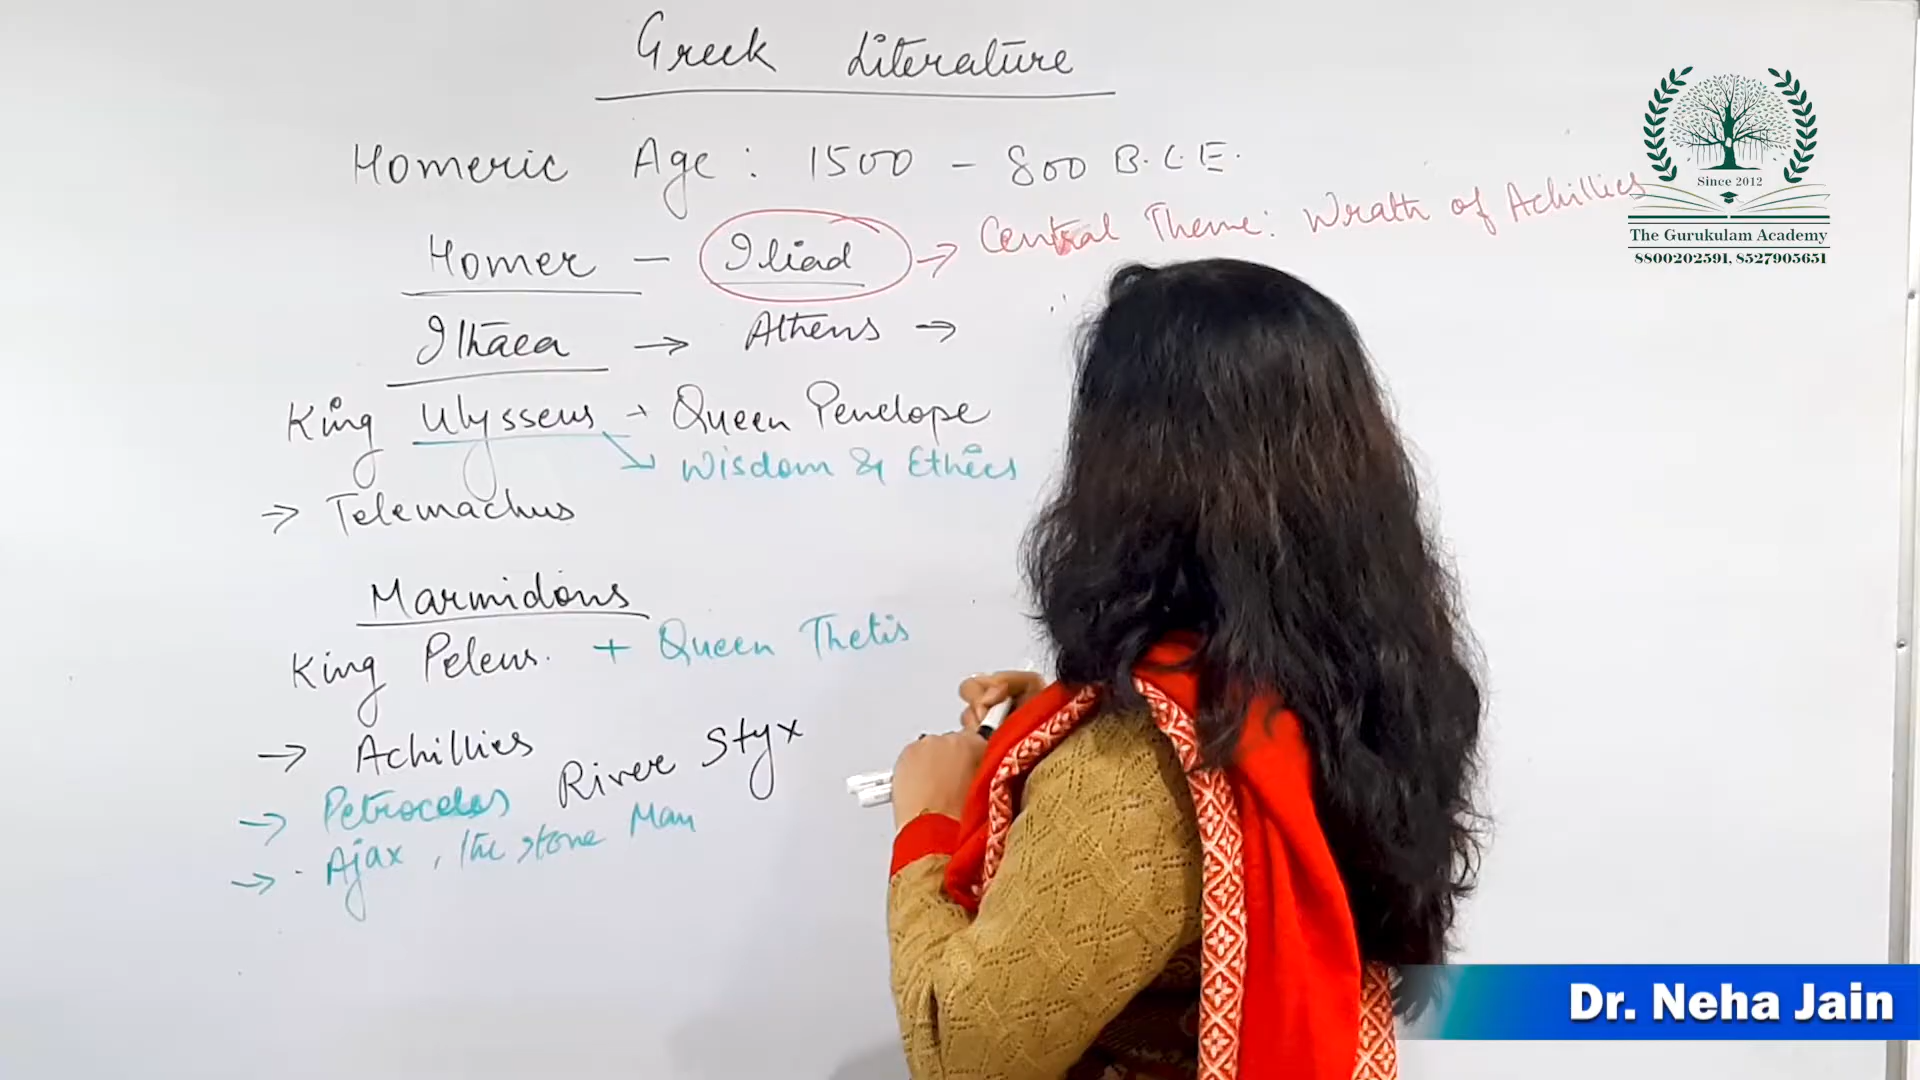 Greek Literature
Homeric Age : 1500 - 800 B.C.E.
Homer - Iliad → Central Theme: Wrath of Achillies
Ithaca → Athens →
King Ulysseus → Queen Penelope
Wisdom & Ethics
→ Telemachus
Marmidons
King Peleus. + Queen Thetis
→ Achillies
River Styx
→ Petrocelos
→ Ajax, the stone Man
Since 2012
The Gurukulam Academy
8800202591, 8527905651
Dr. Neha Jain